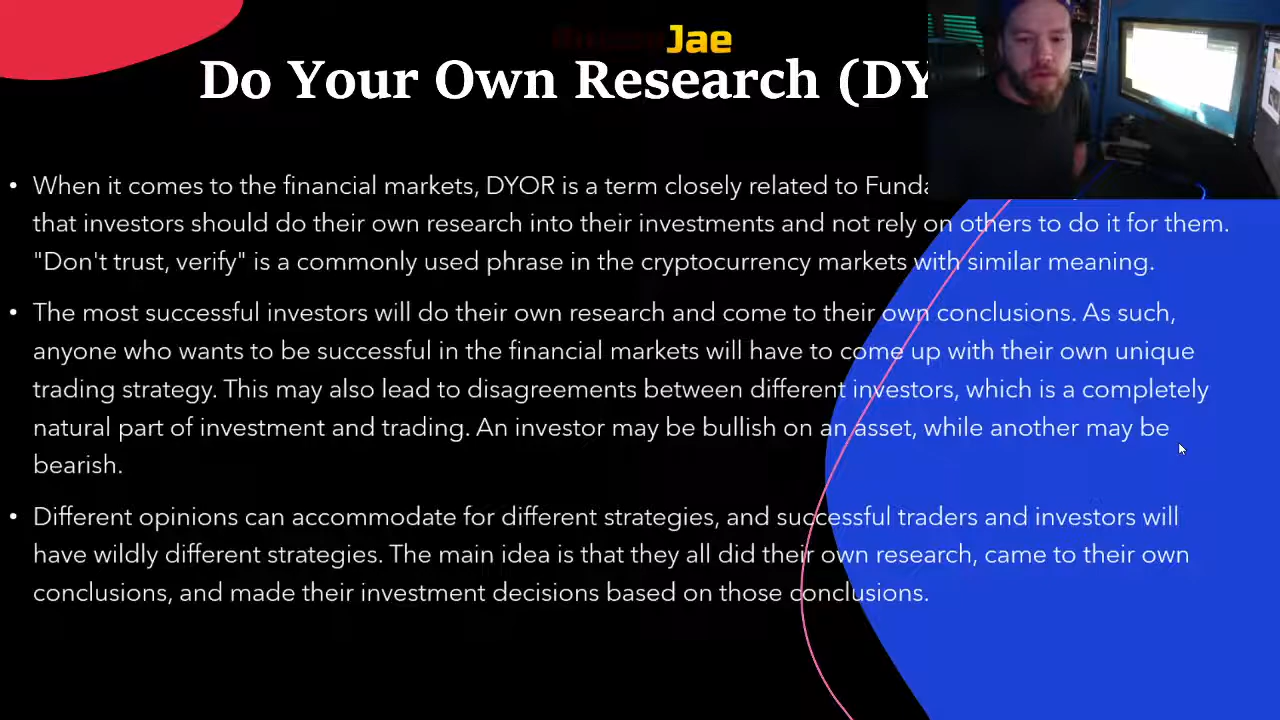 Jae
Do Your Own Research (DY
When it comes to the financial markets, DYOR is a term closely related to Funda
that investors should do their own research into their investments and not rely on others to do it for them.
"Don't trust, verify" is a commonly used phrase in the cryptocurrency markets with similar meaning.
The most successful investors will do their own research and come to their own conclusions. As such,
anyone who wants to be successful in the financial markets will have to come up with their own unique
trading strategy. This may also lead to disagreements between different investors, which is a completely
natural part of investment and trading. An investor may be bullish on an asset, while another may be
bearish.
Different opinions can accommodate for different strategies, and successful traders and investors will
have wildly different strategies. The main idea is that they all did their own research, came to their own
conclusions, and made their investment decisions based on those conclusions.